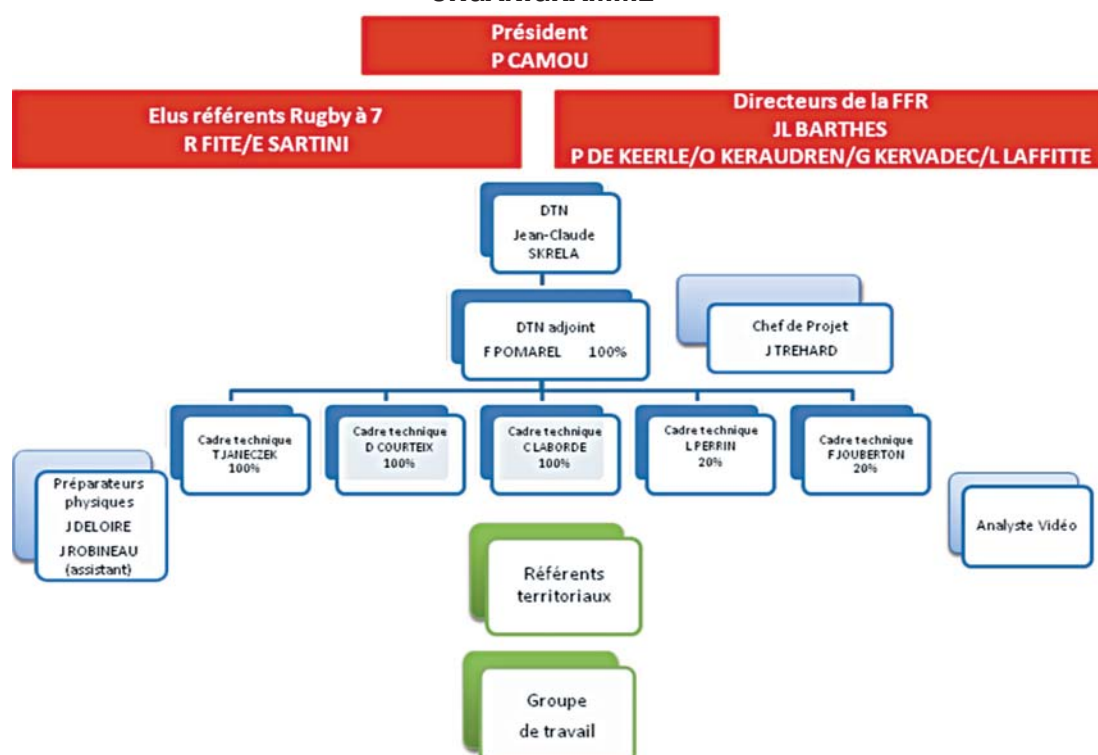 Président
P CAMOU
Elus référents Rugby à 7
R FITE/E SARTINI
Directeurs de la FFR
JL BARTHES
P DE KEERLE/O KERAUDREN/G KERVADEC/L LAFFITTE
DTN
Jean-Claude
SKRELA
DTN adjoint
F POMAREL 100%
Chef de Projet
J TREHARD
Cadre technique
T JANECZEK
100%
Cadre technique
D COURTEIX
100%
Cadre technique
C LABORDE
100%
Cadre technique
L PERRIN
20%
Cadre technique
F JOUBERTON
20%
Préparateurs
physiques
J DELOIRE
J ROBINEAU
(assistant)
Analyste Vidéo
Référents
territoriaux
Groupe
de travail